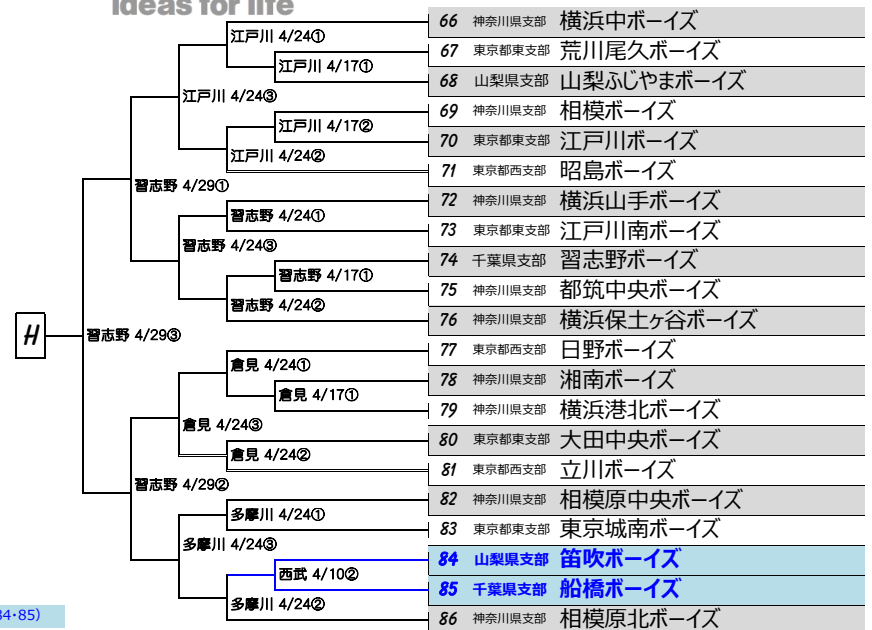 Ideas for life
66 神奈川県支部 横浜中ボーイズ
江戸川 4/24①
67 東京都東支部 荒川尾久ボーイズ
江戸川 4/17①
68 山梨県支部 山梨ふじやまボーイズ
江戸川 4/24③
69 神奈川県支部 相模ボーイズ
江戸川 4/17②
70 東京都東支部 江戸川ボーイズ
江戸川 4/24②
71 東京都西支部 昭島ボーイズ
習志野 4/29①
72 神奈川県支部 横浜山手ボーイズ
習志野 4/24①
73 東京都東支部 江戸川南ボーイズ
習志野 4/24③
74 千葉県支部 習志野ボーイズ
習志野 4/17①
75 神奈川県支部 都筑中央ボーイズ
習志野 4/24②
76 神奈川県支部 横浜保土ヶ谷ボーイズ
H
習志野 4/29③
77 東京都西支部 日野ボーイズ
倉見 4/24①
78 神奈川県支部 湘南ボーイズ
倉見 4/17①
79 神奈川県支部 横浜港北ボーイズ
倉見 4/24③
80 東京都東支部 大田中央ボーイズ
倉見 4/24②
81 東京都西支部 立川ボーイズ
習志野 4/29②
82 神奈川県支部 相模原中央ボーイズ
多摩川 4/24①
83 東京都東支部 東京城南ボーイズ
多摩川 4/24③
84 山梨県支部 笛吹ボーイズ
西武 4/10②
85 千葉県支部 船橋ボーイズ
多摩川 4/24②
84・85)
86 神奈川県支部 相模原北ボーイズ